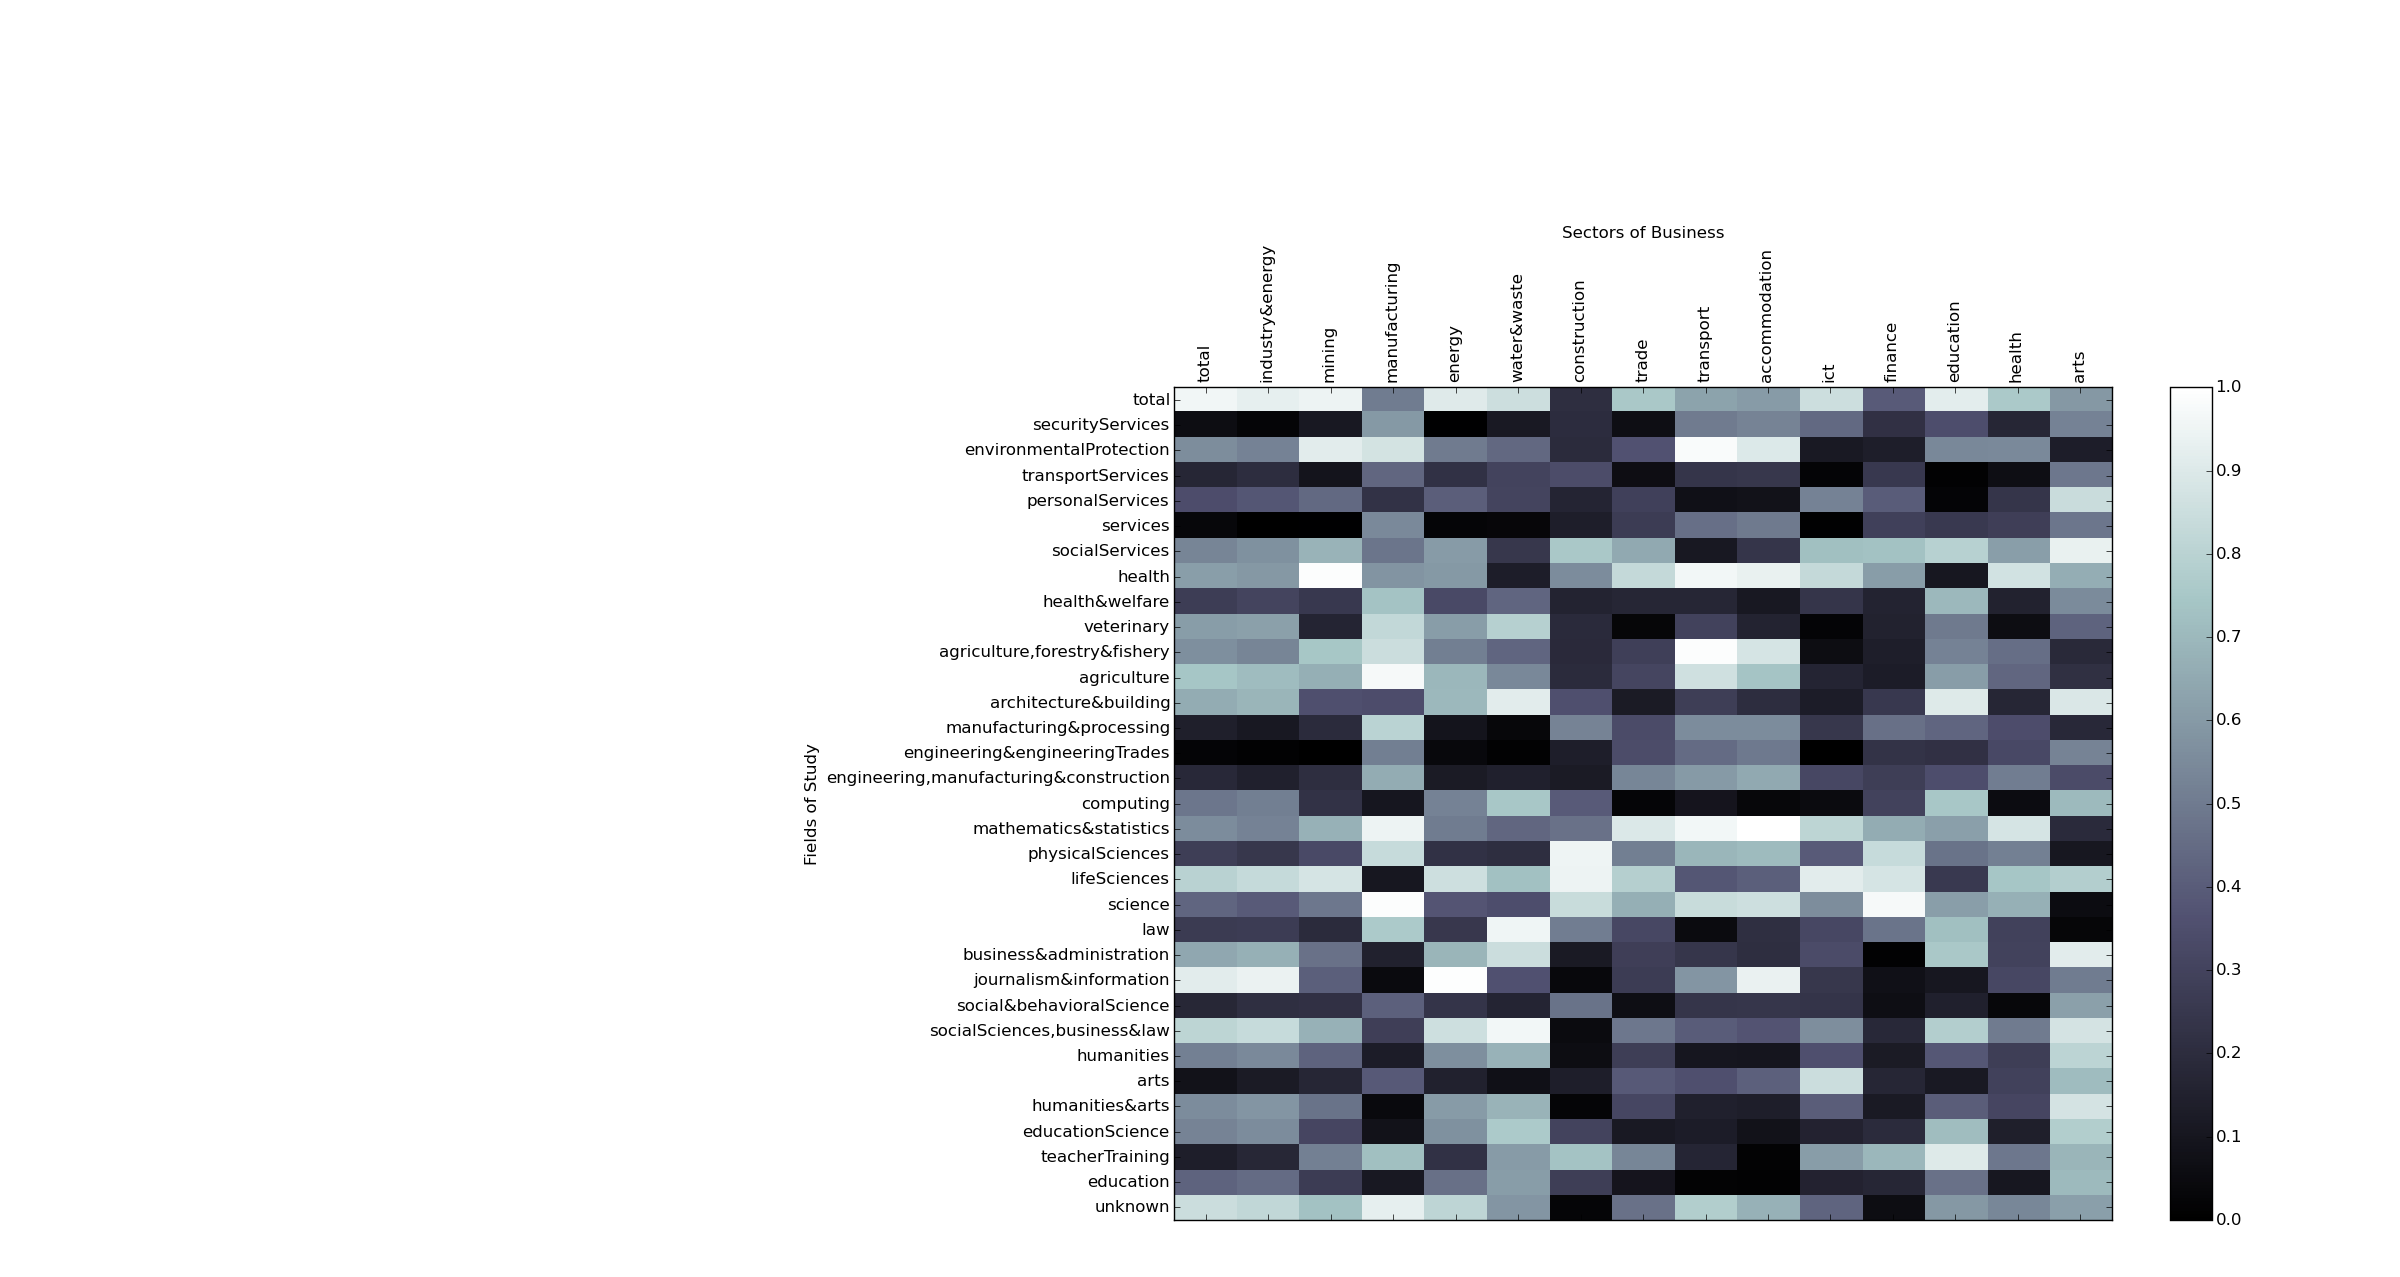 Sectors of Business
total
industry&energy
mining
manufacturing
energy
water&waste
construction
trade
transport
accommodation
ict
finance
education
health
arts
Fields of Study
total
securityServices
environmentalProtection
transportServices
personalServices
services
socialServices
health
health&welfare
veterinary
agriculture,forestry&fishery
agriculture
architecture&building
manufacturing&processing
engineering&engineeringTrades
engineering,manufacturing&construction
computing
mathematics&statistics
physicalSciences
lifeSciences
science
law
business&administration
journalism&information
social&behavioralScience
socialSciences,business&law
humanities
arts
humanities&arts
educationScience
teacherTraining
education
unknown
1.0
0.9
0.8
0.7
0.6
0.5
0.4
0.3
0.2
0.1
0.0